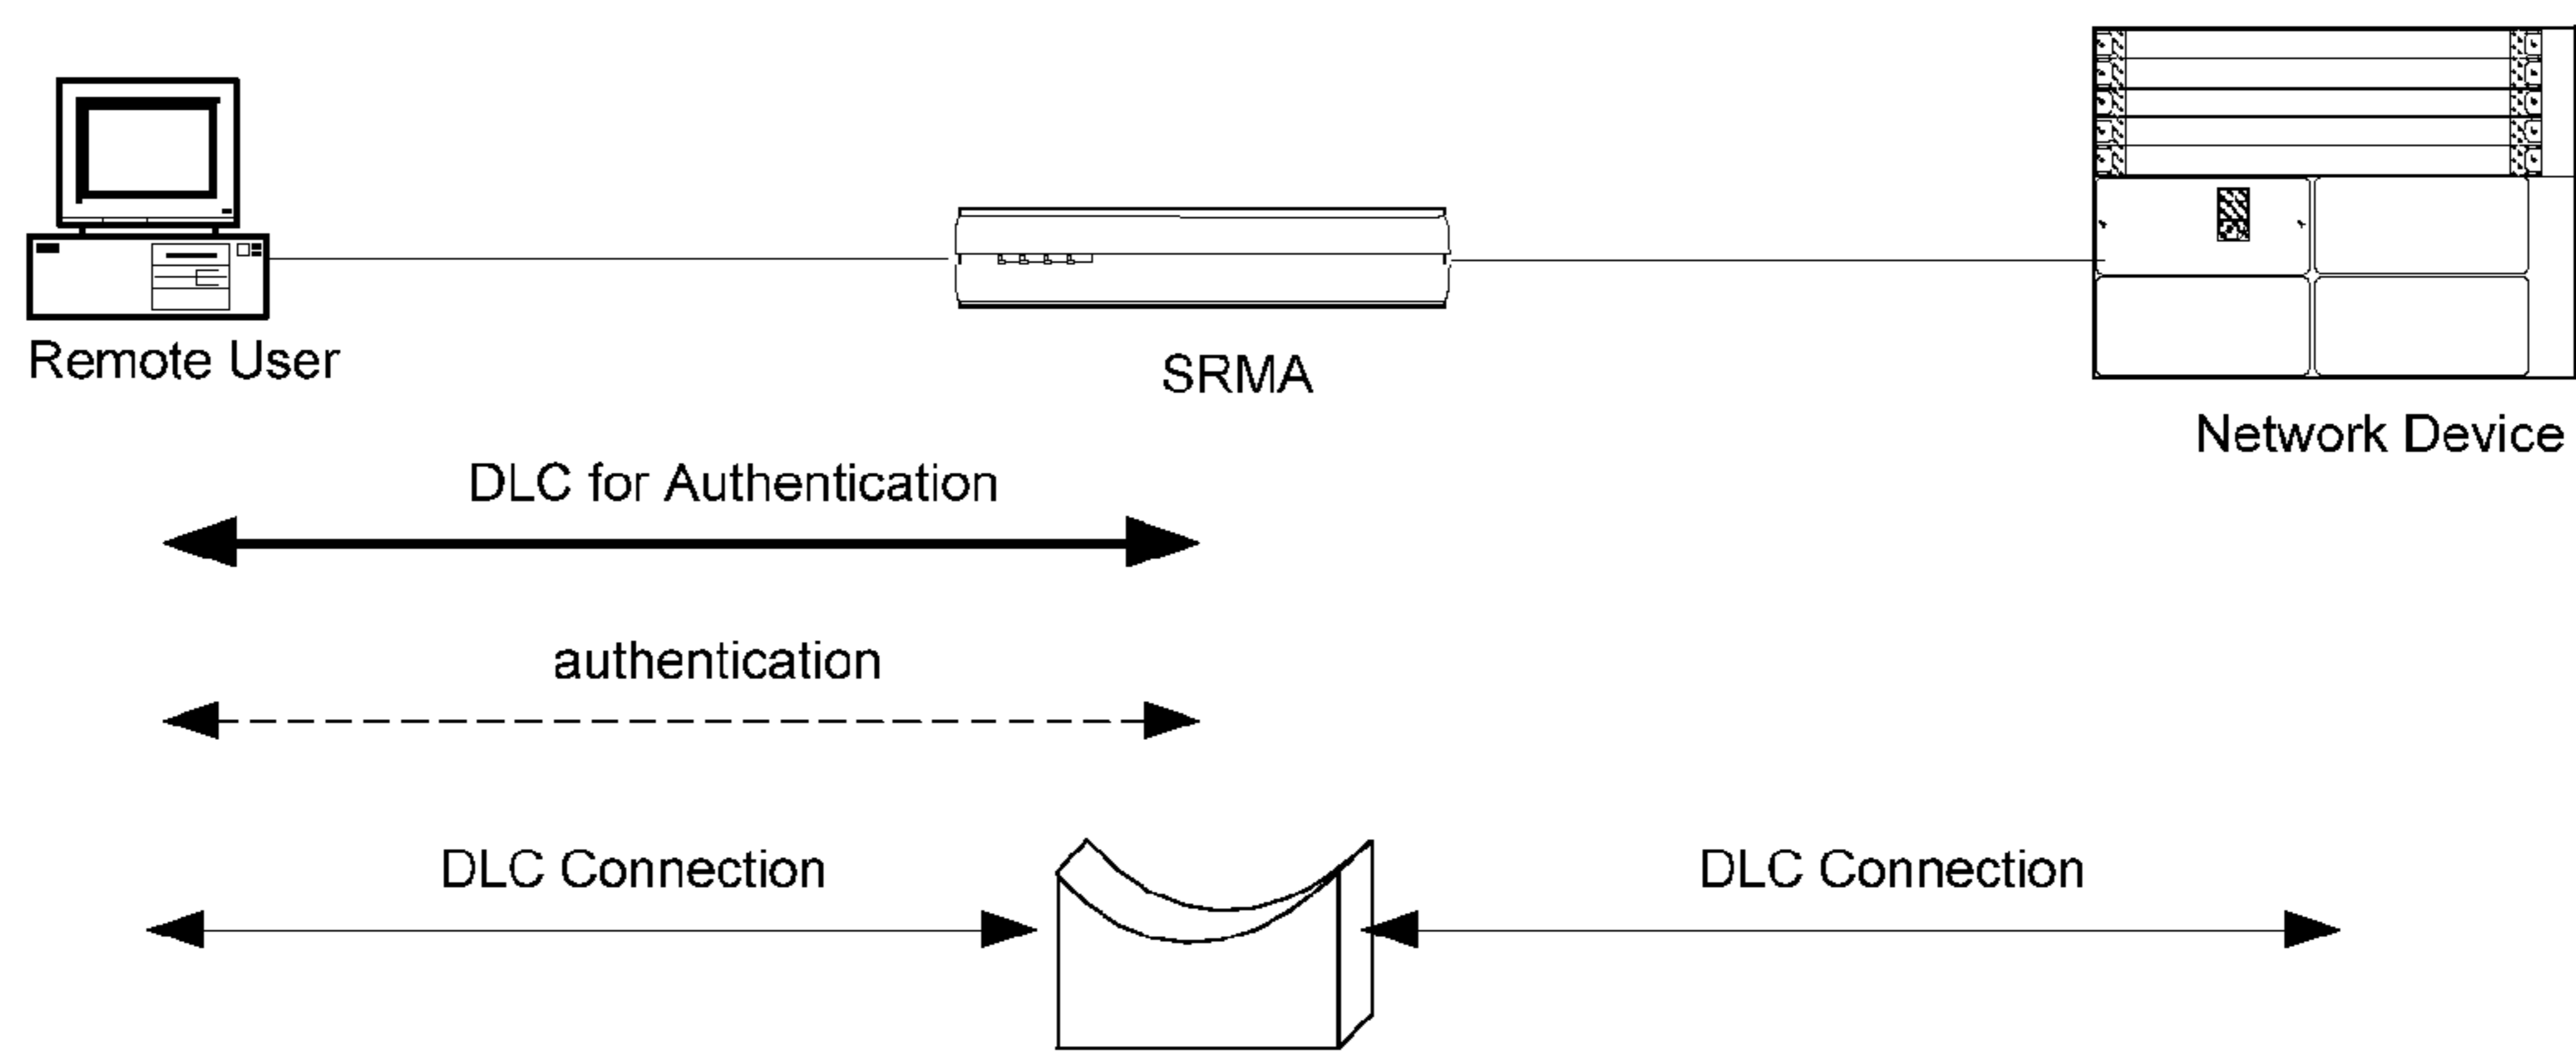 Remote User
SRMA
Network Device
DLC for Authentication
authentication
DLC Connection
DLC Connection